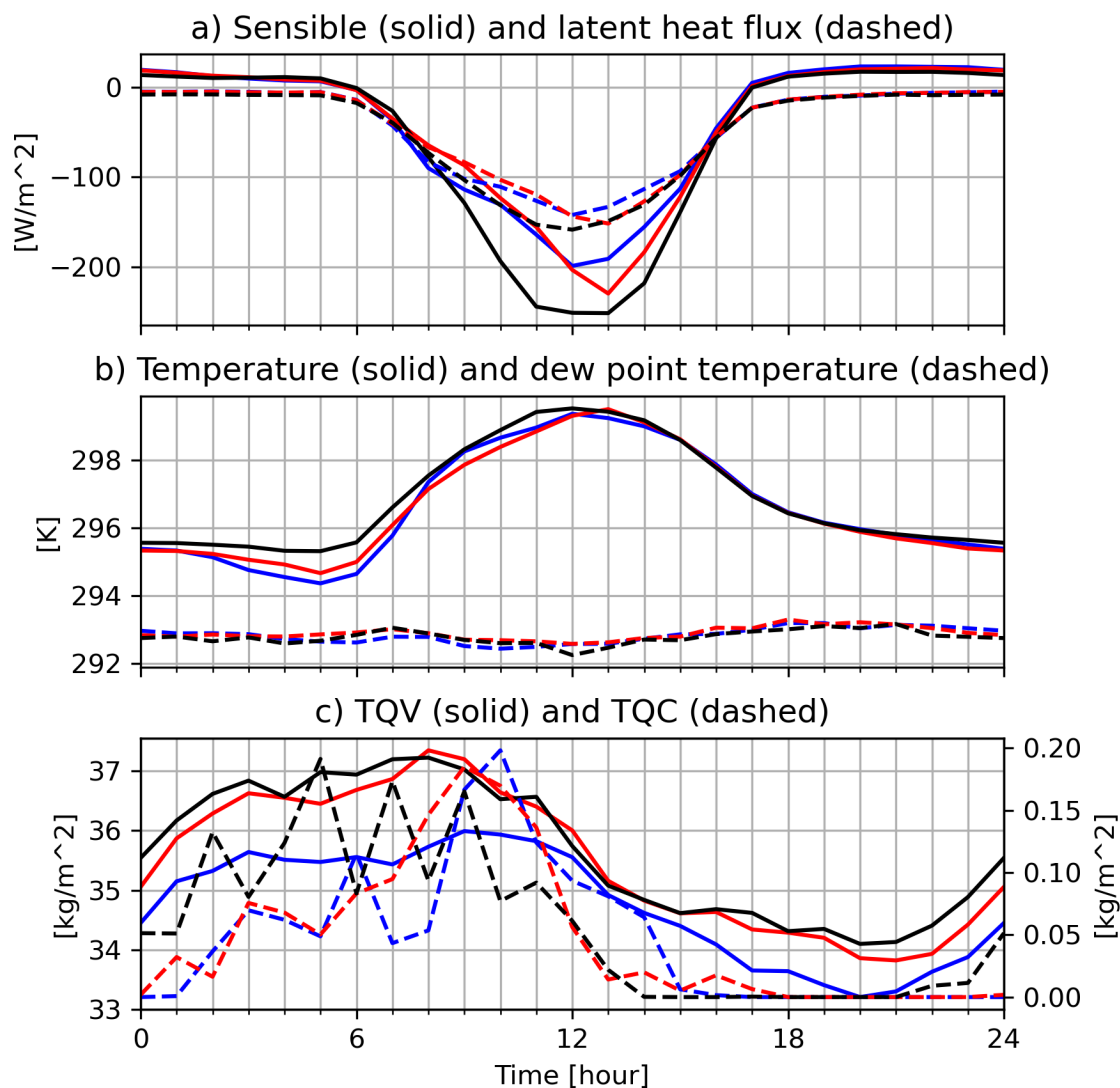 a) Sensible (solid) and latent heat flux (dashed)
0
−100
−200
[W/m^2]
b) Temperature (solid) and dew point temperature (dashed)
298
296
294
292
[K]
c) TQV (solid) and TQC (dashed)
37
36
35
34
33
[kg/m^2]
0.20
0.15
0.10
0.05
0.00
[kg/m^2]
0 6 12 18 24
Time [hour]